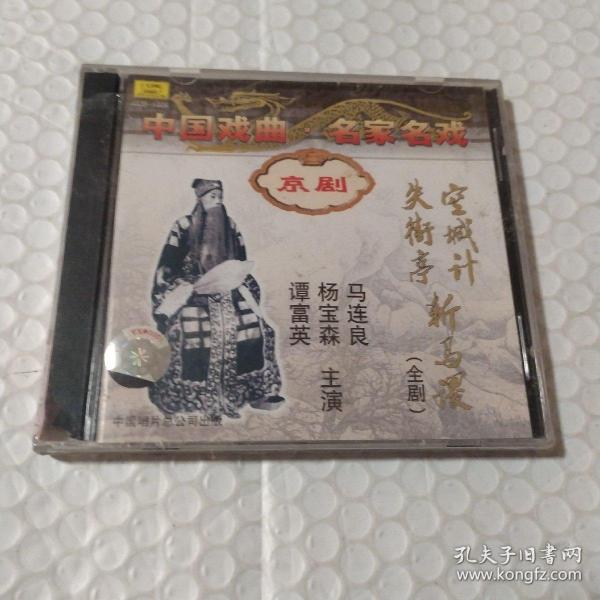 中国戏曲 名家名戏
京剧
失街亭
空城计
斩马谡
(全剧)
马连良
杨宝森 主演
谭富英
中国唱片总公司出版
孔夫子旧书网
www.kongfz.com